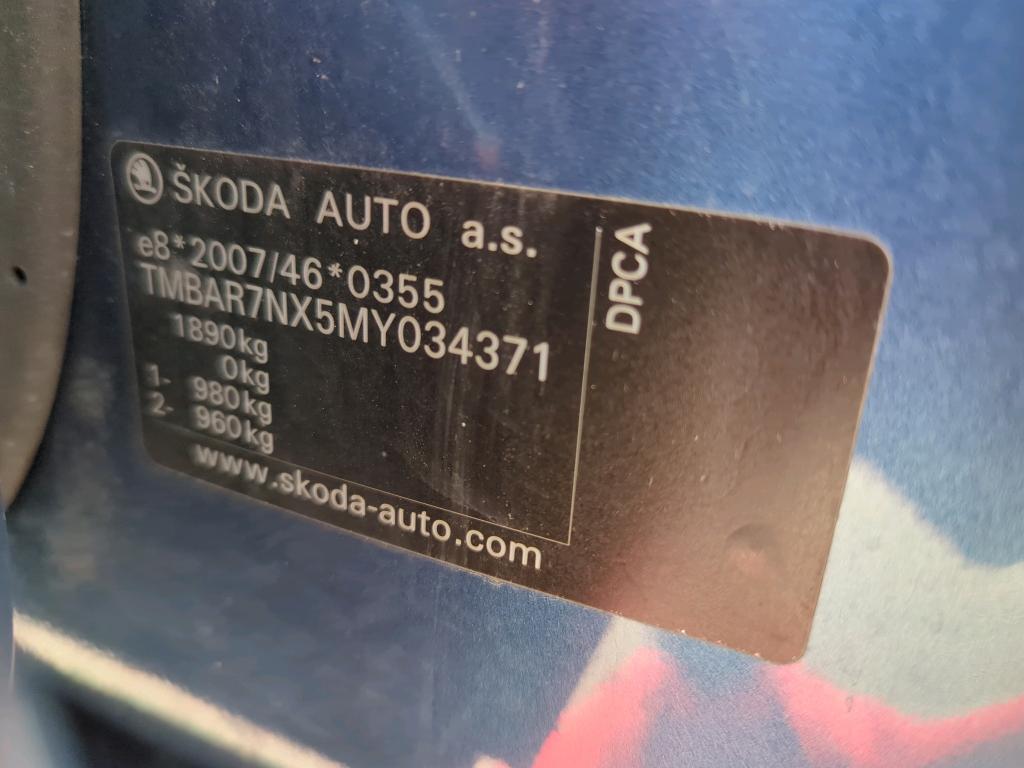 ŠKODA AUTO a.s.
e8*2007/46*0355
TMBAR7NX5MY034371
1890kg
0kg
1- 980kg
2- 960kg
www.skoda-auto.com
DPCA